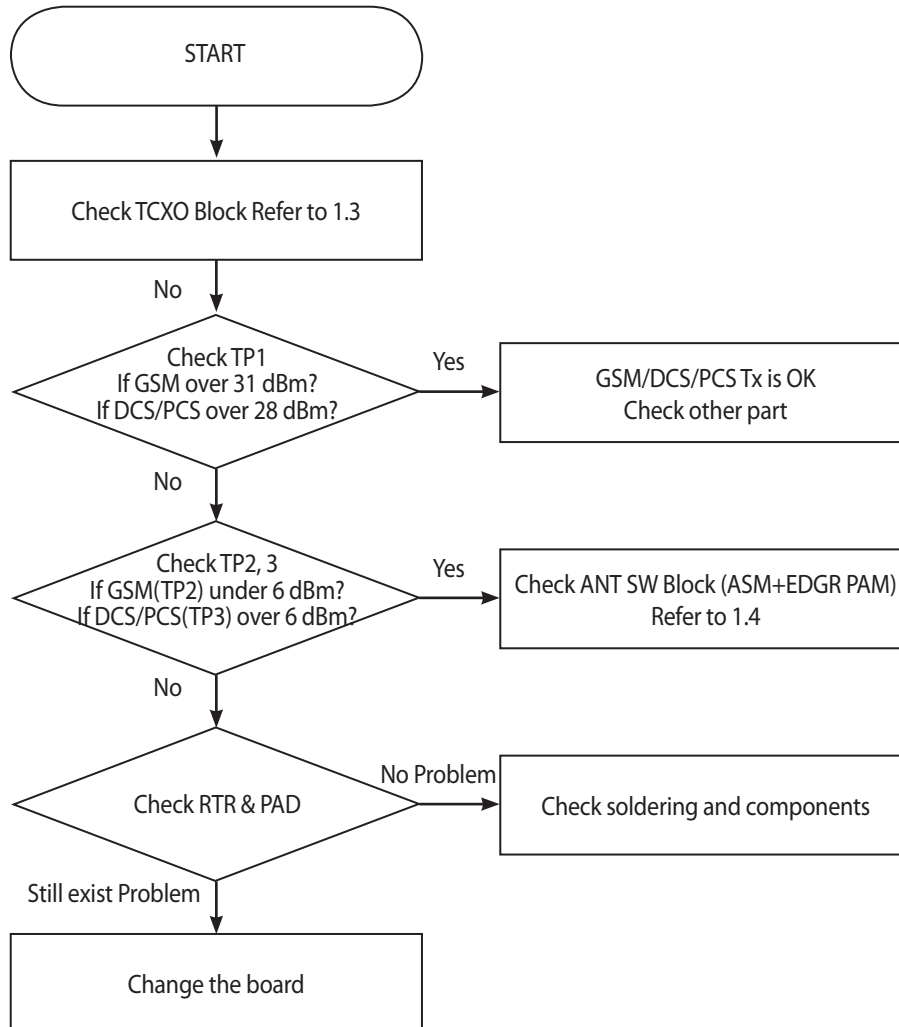 START
Check TCXO Block Refer to 1.3
No
Check TP1
If GSM over 31 dBm?
If DCS/PCS over 28 dBm?
Yes
GSM/DCS/PCS Tx is OK
Check other part
No
Check TP2, 3
If GSM(TP2) under 6 dBm?
If DCS/PCS(TP3) over 6 dBm?
Yes
Check ANT SW Block (ASM+EDGR PAM)
Refer to 1.4
No
Check RTR & PAD
No Problem
Check soldering and components
Still exist Problem
Change the board